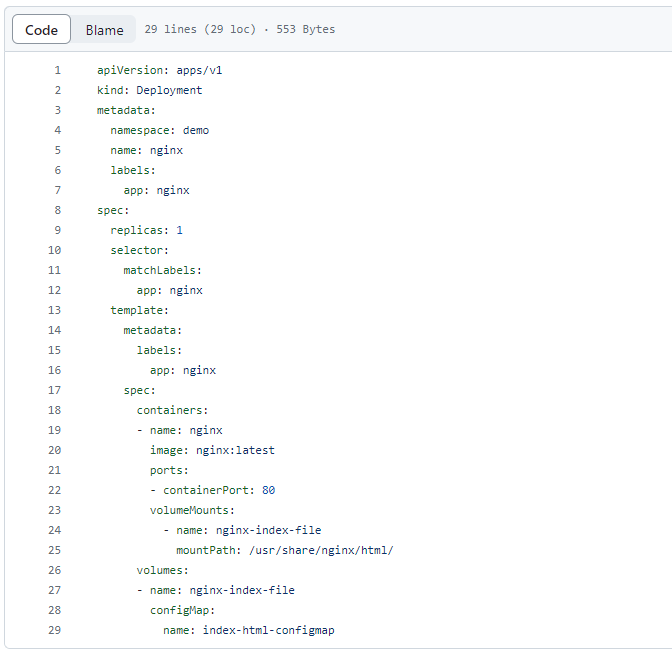 Code Blame 29 lines (29 loc) · 553 Bytes
1 apiVersion: apps/v1
2 kind: Deployment
3 metadata:
4   namespace: demo
5   name: nginx
6   labels:
7     app: nginx
8 spec:
9   replicas: 1
10   selector:
11     matchLabels:
12       app: nginx
13   template:
14     metadata:
15       labels:
16         app: nginx
17     spec:
18       containers:
19       - name: nginx
20         image: nginx:latest
21         ports:
22         - containerPort: 80
23         volumeMounts:
24           - name: nginx-index-file
25             mountPath: /usr/share/nginx/html/
26       volumes:
27       - name: nginx-index-file
28         configMap:
29           name: index-html-configmap